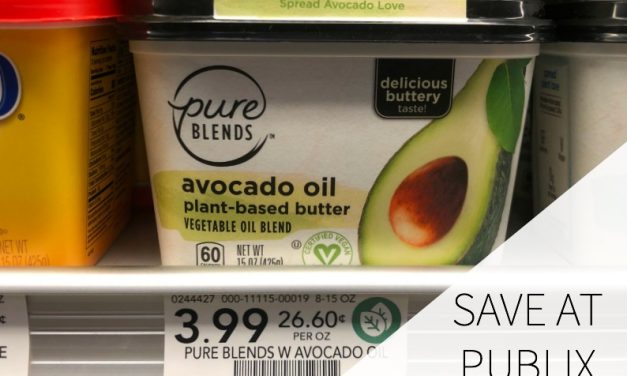 Spread Avocado Love
pure
BLENDS™
delicious
buttery
taste!
avocado oil
plant-based butter
VEGETABLE OIL BLEND
60
NET WT
15 OZ (425g)
CERTIFIED VEGAN
NET WT
15 OZ (425g)
0244427 000-11115-00019 8-15 OZ
3.99 26.60¢
PER OZ
PURE BLENDS W AVOCADO OIL
SAVE AT
PUBLIX